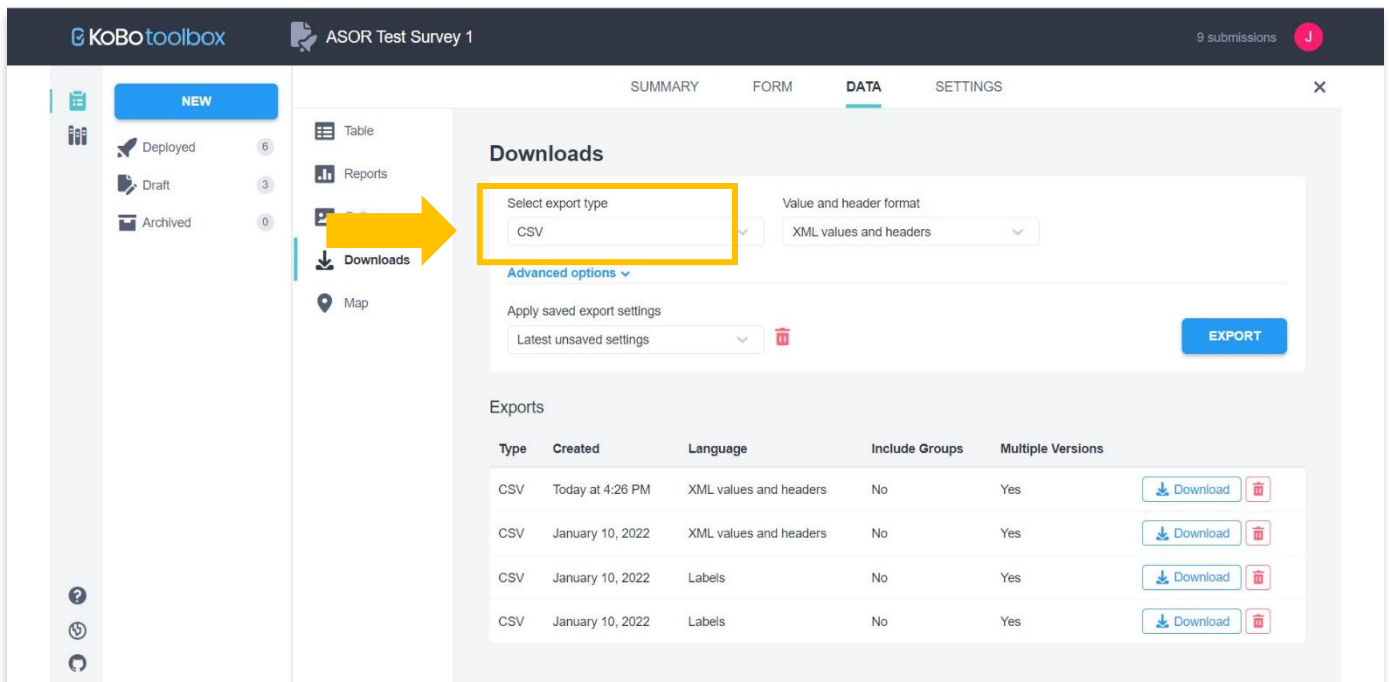 KoBotoolbox
ASOR Test Survey 1
9 submissions
J
SUMMARY FORM DATA SETTINGS
NEW
Deployed 6
Draft 3
Archived 0
Table
Reports
Downloads
Map
Downloads
Select export type
CSV
Value and header format
XML values and headers
Advanced options
Apply saved export settings
Latest unsaved settings
EXPORT
Exports
Type Created Language Include Groups Multiple Versions
CSV Today at 4:26 PM XML values and headers No Yes Download
CSV January 10, 2022 XML values and headers No Yes Download
CSV January 10, 2022 Labels No Yes Download
CSV January 10, 2022 Labels No Yes Download